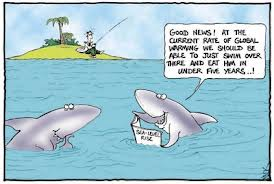 GOOD NEWS! AT THE
CURRENT RATE OF GLOBAL
WARMING WE SHOULD BE
ABLE TO JUST SWIM OVER
THERE AND EAT HIM IN
UNDER FIVE YEARS...!
SEA-LEVEL
RISE